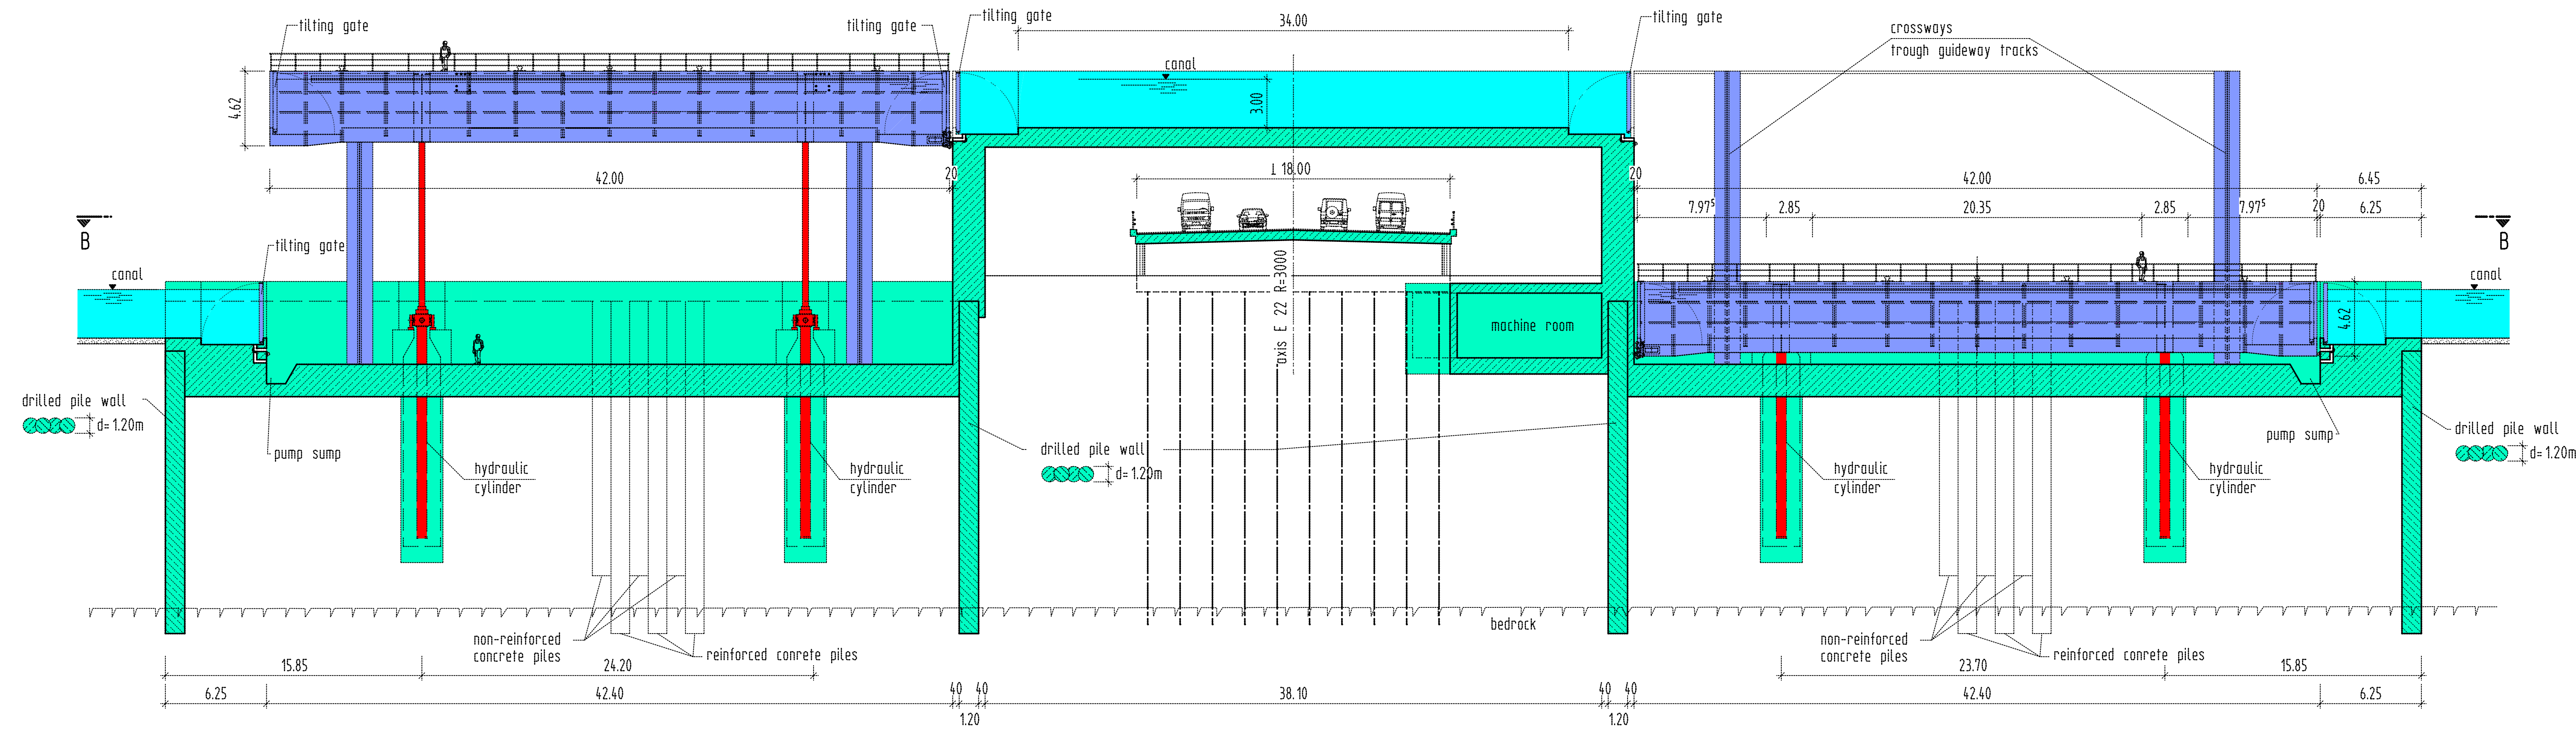 tilting gate
tilting gate
tilting gate
34.00
tilting gate
crossways
trough guideway tracks
canal
4.62
3.00
42.00
20
⊥ 18.00
20
42.00
6.45
7.97⁵
2.85
20.35
2.85
7.97⁵
20
6.25
B
B
tilting gate
canal
canal
axis E 22 R=3000
machine room
4.62
drilled pile wall
d= 1.20m
pump sump
hydraulic
cylinder
hydraulic
cylinder
drilled pile wall
d= 1.20m
hydraulic
cylinder
hydraulic
cylinder
pump sump
drilled pile wall
d= 1.20m
bedrock
non-reinforced
concrete piles
reinforced conrete piles
non-reinforced
concrete piles
reinforced conrete piles
15.85
24.20
23.70
15.85
6.25
42.40
40
40
38.10
40
40
42.40
6.25
1.20
1.20